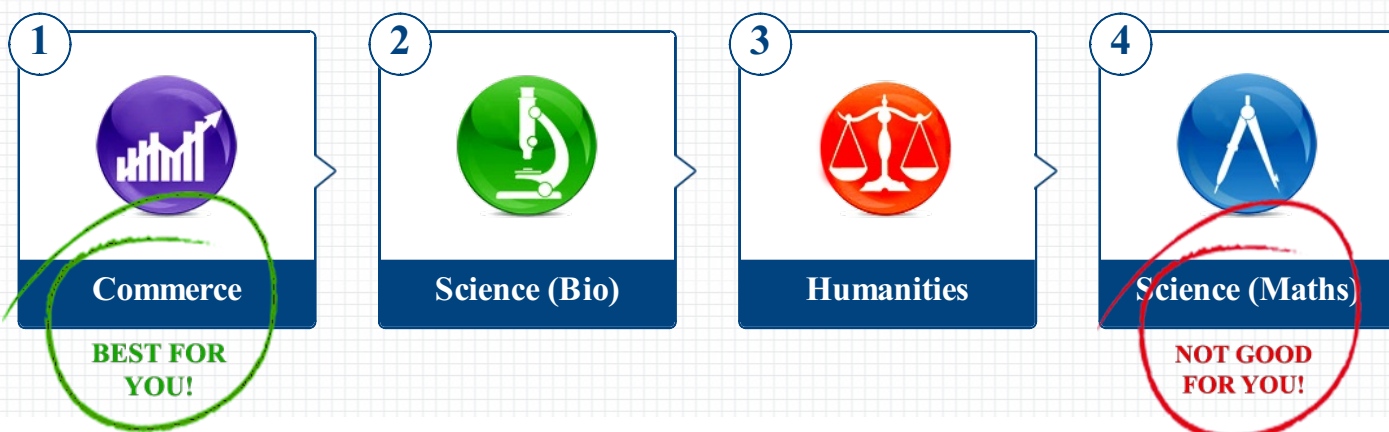 1
2
3
4
Commerce
Science (Bio)
Humanities
Science (Maths)
BEST FOR
YOU!
NOT GOOD
FOR YOU!